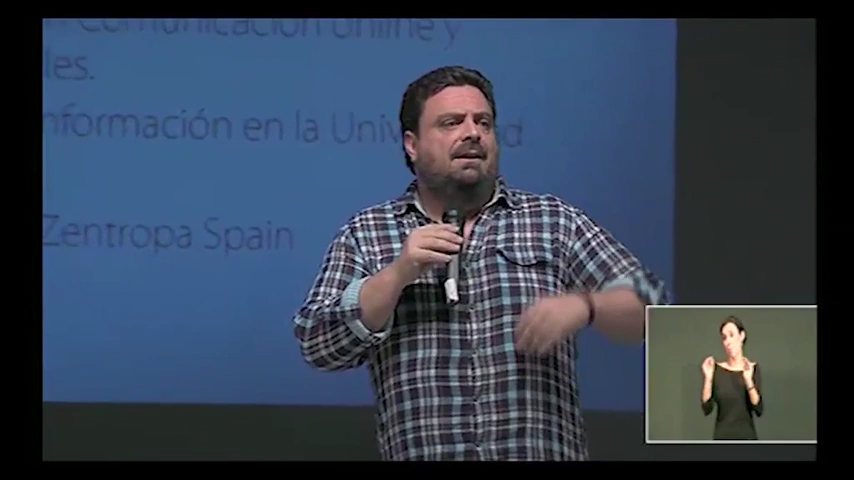 Comunicación Online y
les.
nformación en la Univ
Zentropa Spain